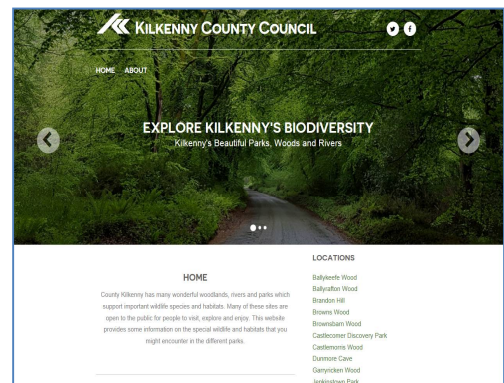 KILKENNY COUNTY COUNCIL
HOME ABOUT
EXPLORE KILKENNY'S BIODIVERSITY
Kilkenny's Beautiful Parks, Woods and Rivers
HOME
County Kilkenny has many wonderful woodlands, rivers and parks which
support important wildlife species and habitats. Many of these sites are
open to the public for people to visit, explore and enjoy. This website
provides some information on the special wildlife and habitats that you
might encounter in the different parks.
LOCATIONS
Ballykeefe Wood
Ballyrafton Wood
Brandon Hill
Browns Wood
Brownsbarn Wood
Castlecomer Discovery Park
Castlemorris Wood
Dunmore Cave
Garryricken Wood
Jenkinstown Park